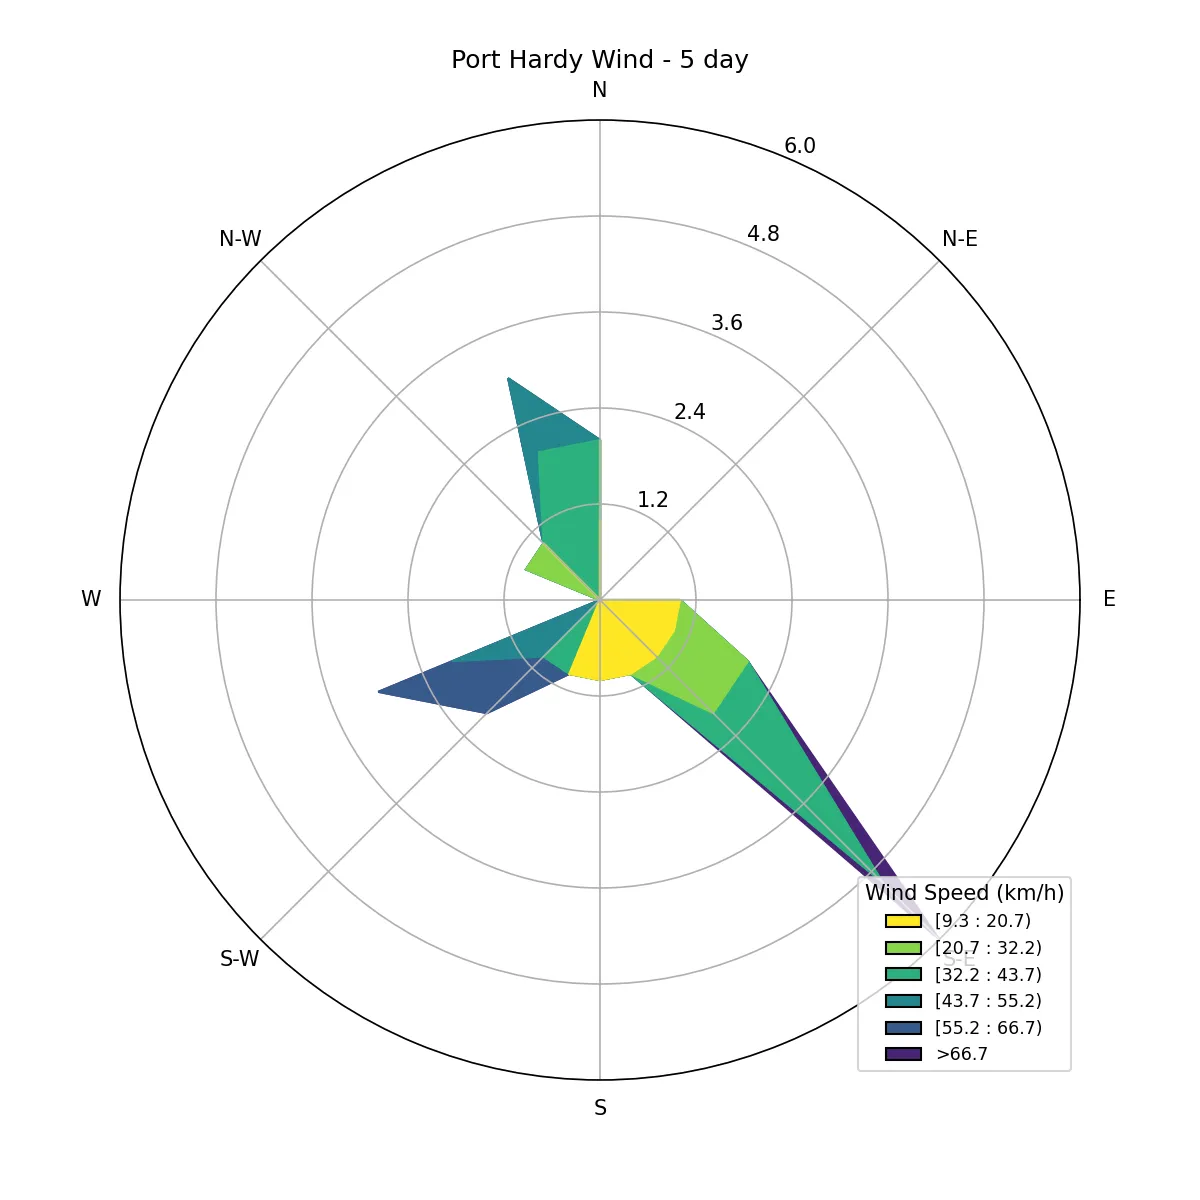 Port Hardy Wind - 5 day
N
6.0
4.8
N-W
N-E
3.6
2.4
1.2
W
E
Wind Speed (km/h)
[9.3 : 20.7)
[20.7 : 32.2)
S-W
S-E
[32.2 : 43.7)
[43.7 : 55.2)
[55.2 : 66.7)
>66.7
S